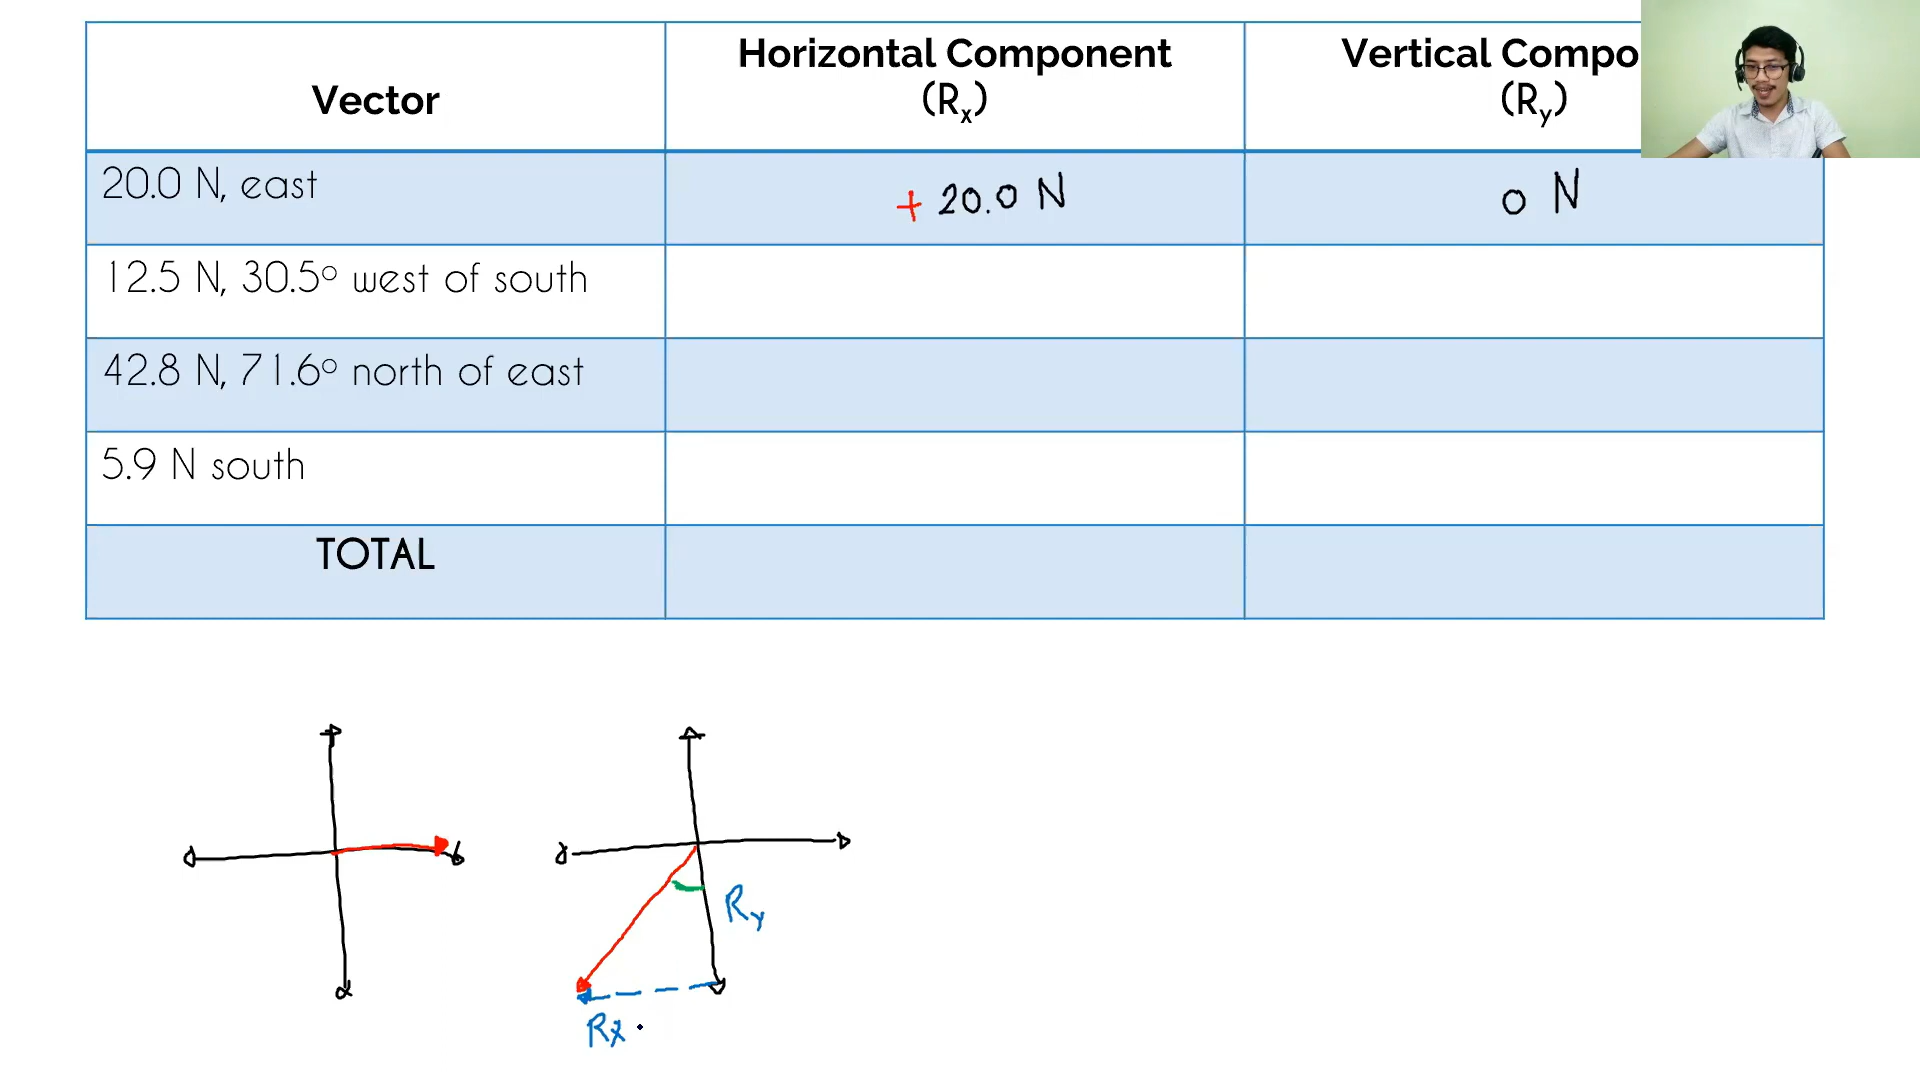 Vector
Horizontal Component
(Rx)
Vertical Compo
(Ry)
20.0 N, east
+ 20.0 N
0 N
12.5 N, 30.5° west of south
42.8 N, 71.6° north of east
5.9 N south
TOTAL
Ry
Rx